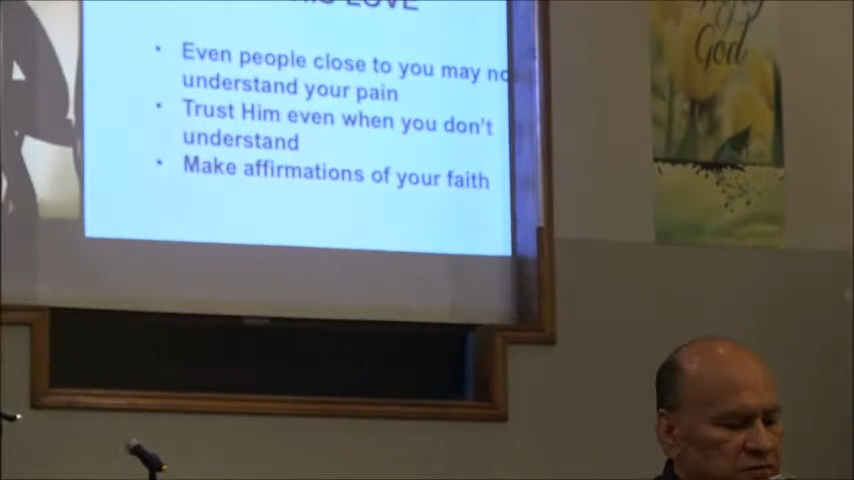 LOVE
• Even people close to you may no
understand your pain
• Trust Him even when you don't
understand
• Make affirmations of your faith
God